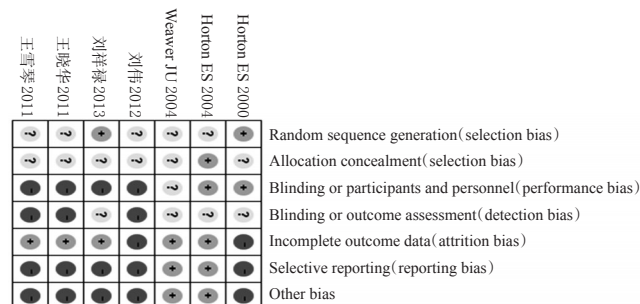 王雪琴2011
王晓华2011
刘祥禄2013
刘伟2012
Weawer JU 2004
Horton ES 2004
Horton ES 2000
? ? + ? ? ? + Random sequence generation(selection bias)
? ? ? ? ? + ? Allocation concealment(selection bias)
- - - - ? + + Blinding or participants and personnel(performance bias)
- - ? - ? ? ? Blinding or outcome assessment(detection bias)
+ + + - + + - Incomplete outcome data(attrition bias)
- - - - + + - Selective reporting(reporting bias)
- - - - + + - Other bias